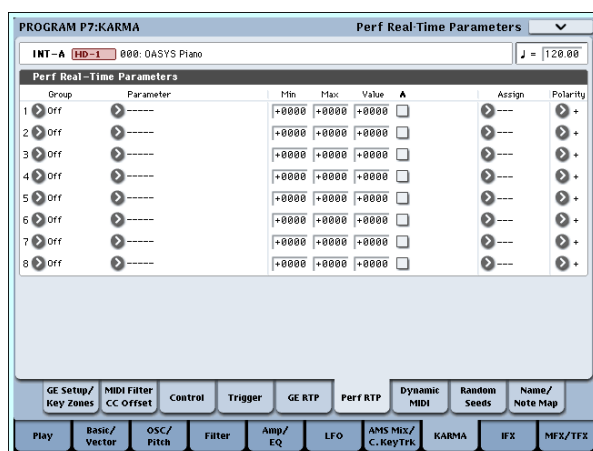 PROGRAM P7:KARMA Perf Real-Time Parameters
INT-A HD-1 000: OASYS Piano ♩ = 120.00
Perf Real-Time Parameters
Group Parameter Min Max Value A Assign Polarity
1 Off ----- +0000 +0000 +0000 --- +
2 Off ----- +0000 +0000 +0000 --- +
3 Off ----- +0000 +0000 +0000 --- +
4 Off ----- +0000 +0000 +0000 --- +
5 Off ----- +0000 +0000 +0000 --- +
6 Off ----- +0000 +0000 +0000 --- +
7 Off ----- +0000 +0000 +0000 --- +
8 Off ----- +0000 +0000 +0000 --- +
GE Setup/ MIDI Filter Control Trigger GE RTP Perf RTP Dynamic Random Name/
Key Zones CC Offset MIDI Seeds Note Map
Play Basic/ OSC/ Filter Amp/ LFO AMS Mix/ KARMA IFX MFX/TFX
Vector Pitch EQ C.KeyTrk